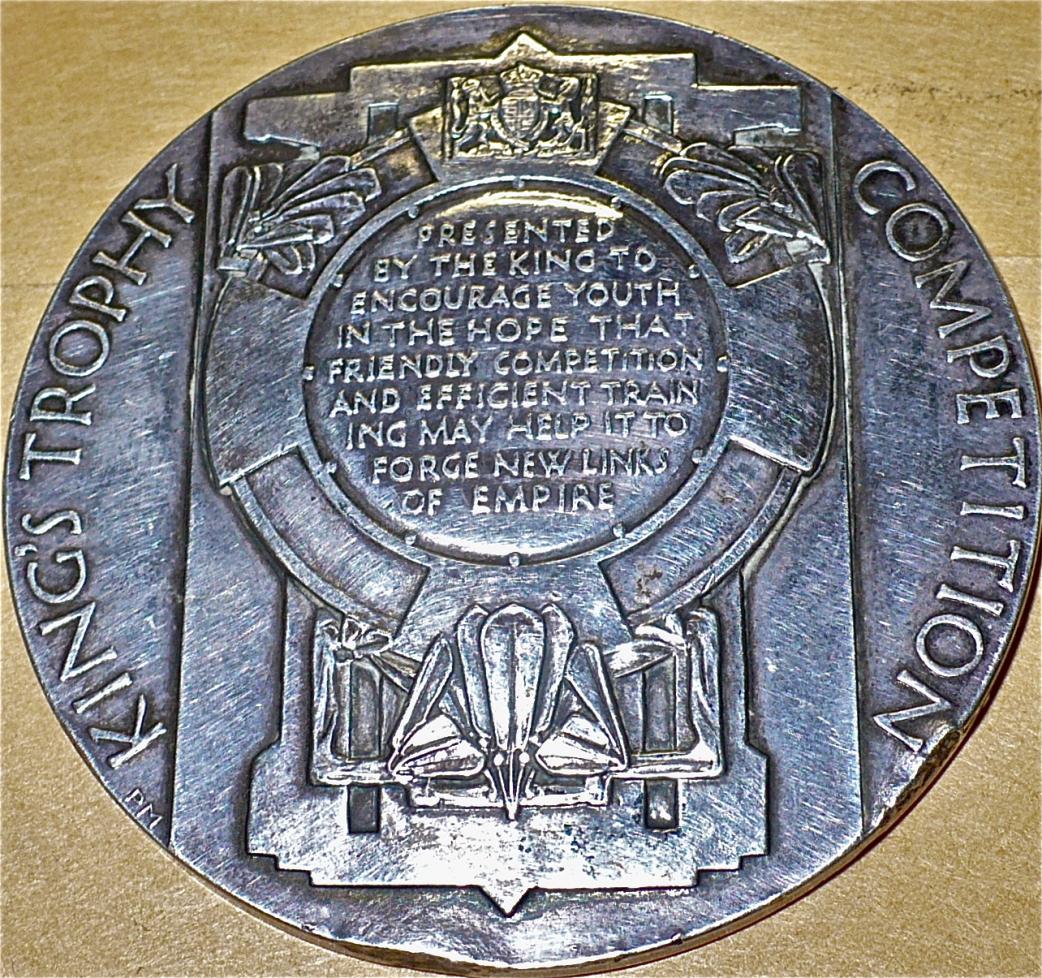 KING'S TROPHY
COMPETITION
PRESENTED
BY THE KING TO
ENCOURAGE YOUTH
IN THE HOPE THAT
FRIENDLY COMPETITION
AND EFFICIENT TRAIN
ING MAY HELP IT TO
FORGE NEW LINKS
OF EMPIRE
PM